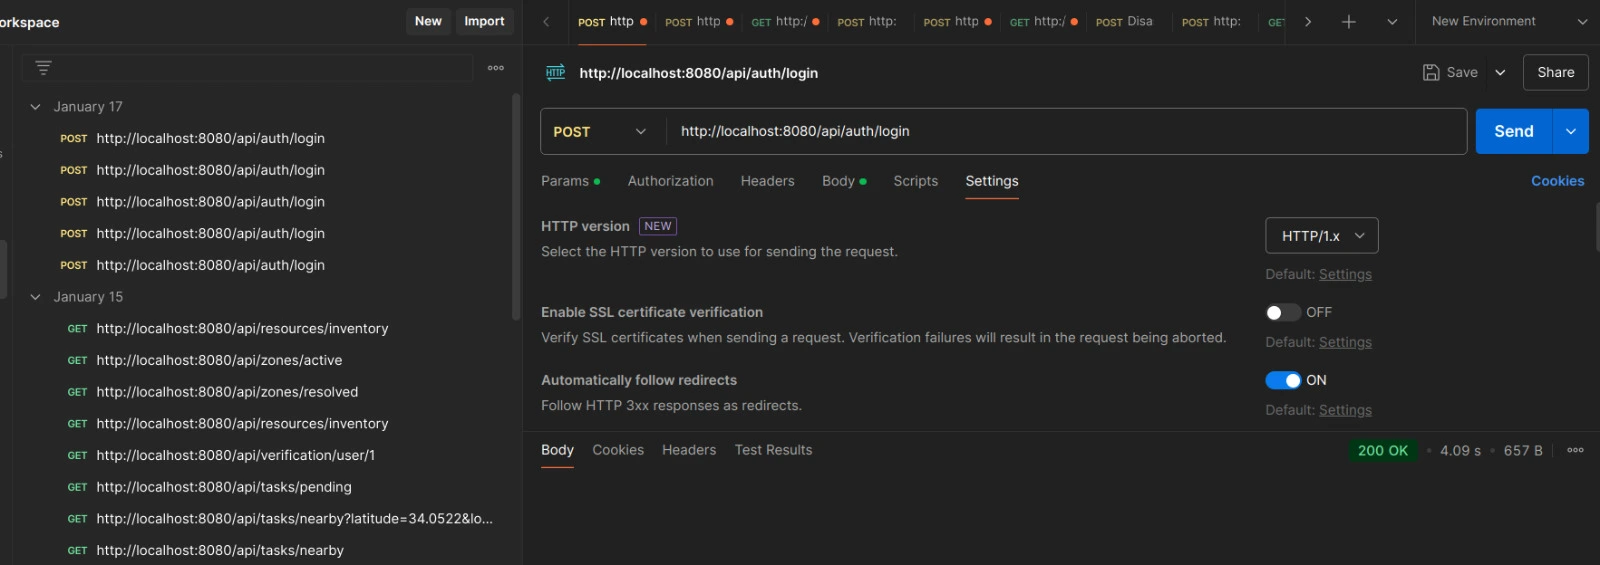 orkspace
New
Import
January 17
POST http://localhost:8080/api/auth/login
POST http://localhost:8080/api/auth/login
POST http://localhost:8080/api/auth/login
POST http://localhost:8080/api/auth/login
POST http://localhost:8080/api/auth/login
January 15
GET http://localhost:8080/api/resources/inventory
GET http://localhost:8080/api/zones/active
GET http://localhost:8080/api/zones/resolved
GET http://localhost:8080/api/resources/inventory
GET http://localhost:8080/api/verification/user/1
GET http://localhost:8080/api/tasks/pending
GET http://localhost:8080/api/tasks/nearby?latitude=34.0522&lo...
GET http://localhost:8080/api/tasks/nearby
POST http POST http GET http:/ POST http: POST http GET http:/ POST Disa POST http: GE
New Environment
HTTP http://localhost:8080/api/auth/login
Save
Share
POST http://localhost:8080/api/auth/login
Send
Params Authorization Headers Body Scripts Settings
Cookies
HTTP version NEW
Select the HTTP version to use for sending the request.
HTTP/1.x
Default: Settings
Enable SSL certificate verification
Verify SSL certificates when sending a request. Verification failures will result in the request being aborted.
OFF
Default: Settings
Automatically follow redirects
Follow HTTP 3xx responses as redirects.
ON
Default: Settings
Body Cookies Headers Test Results
200 OK • 4.09 s • 657 B